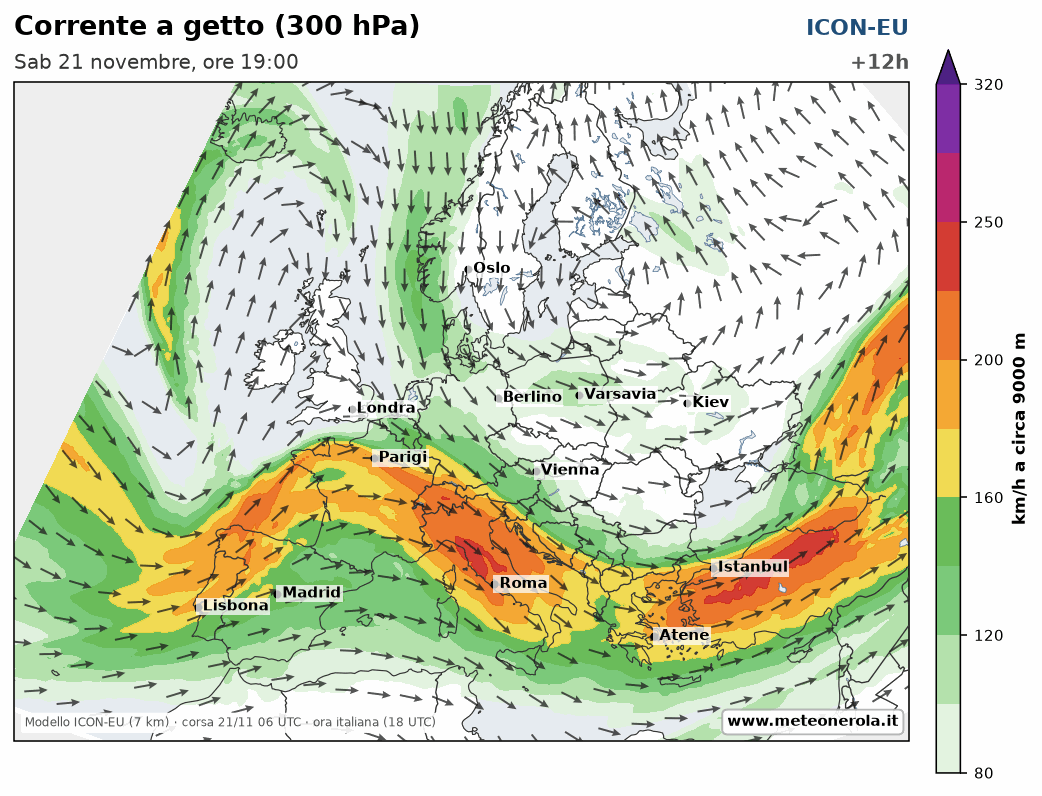 Corrente a getto (300 hPa)
ICON-EU
Sab 21 novembre, ore 19:00
+12h
320
250
200
160
120
80
km/h a circa 9000 m
Oslo
Berlino
Varsavia
Kiev
Londra
Parigi
Vienna
Istanbul
Roma
Madrid
Lisbona
Atene
Modello ICON-EU (7 km) · corsa 21/11 06 UTC · ora italiana (18 UTC)
www.meteonerola.it